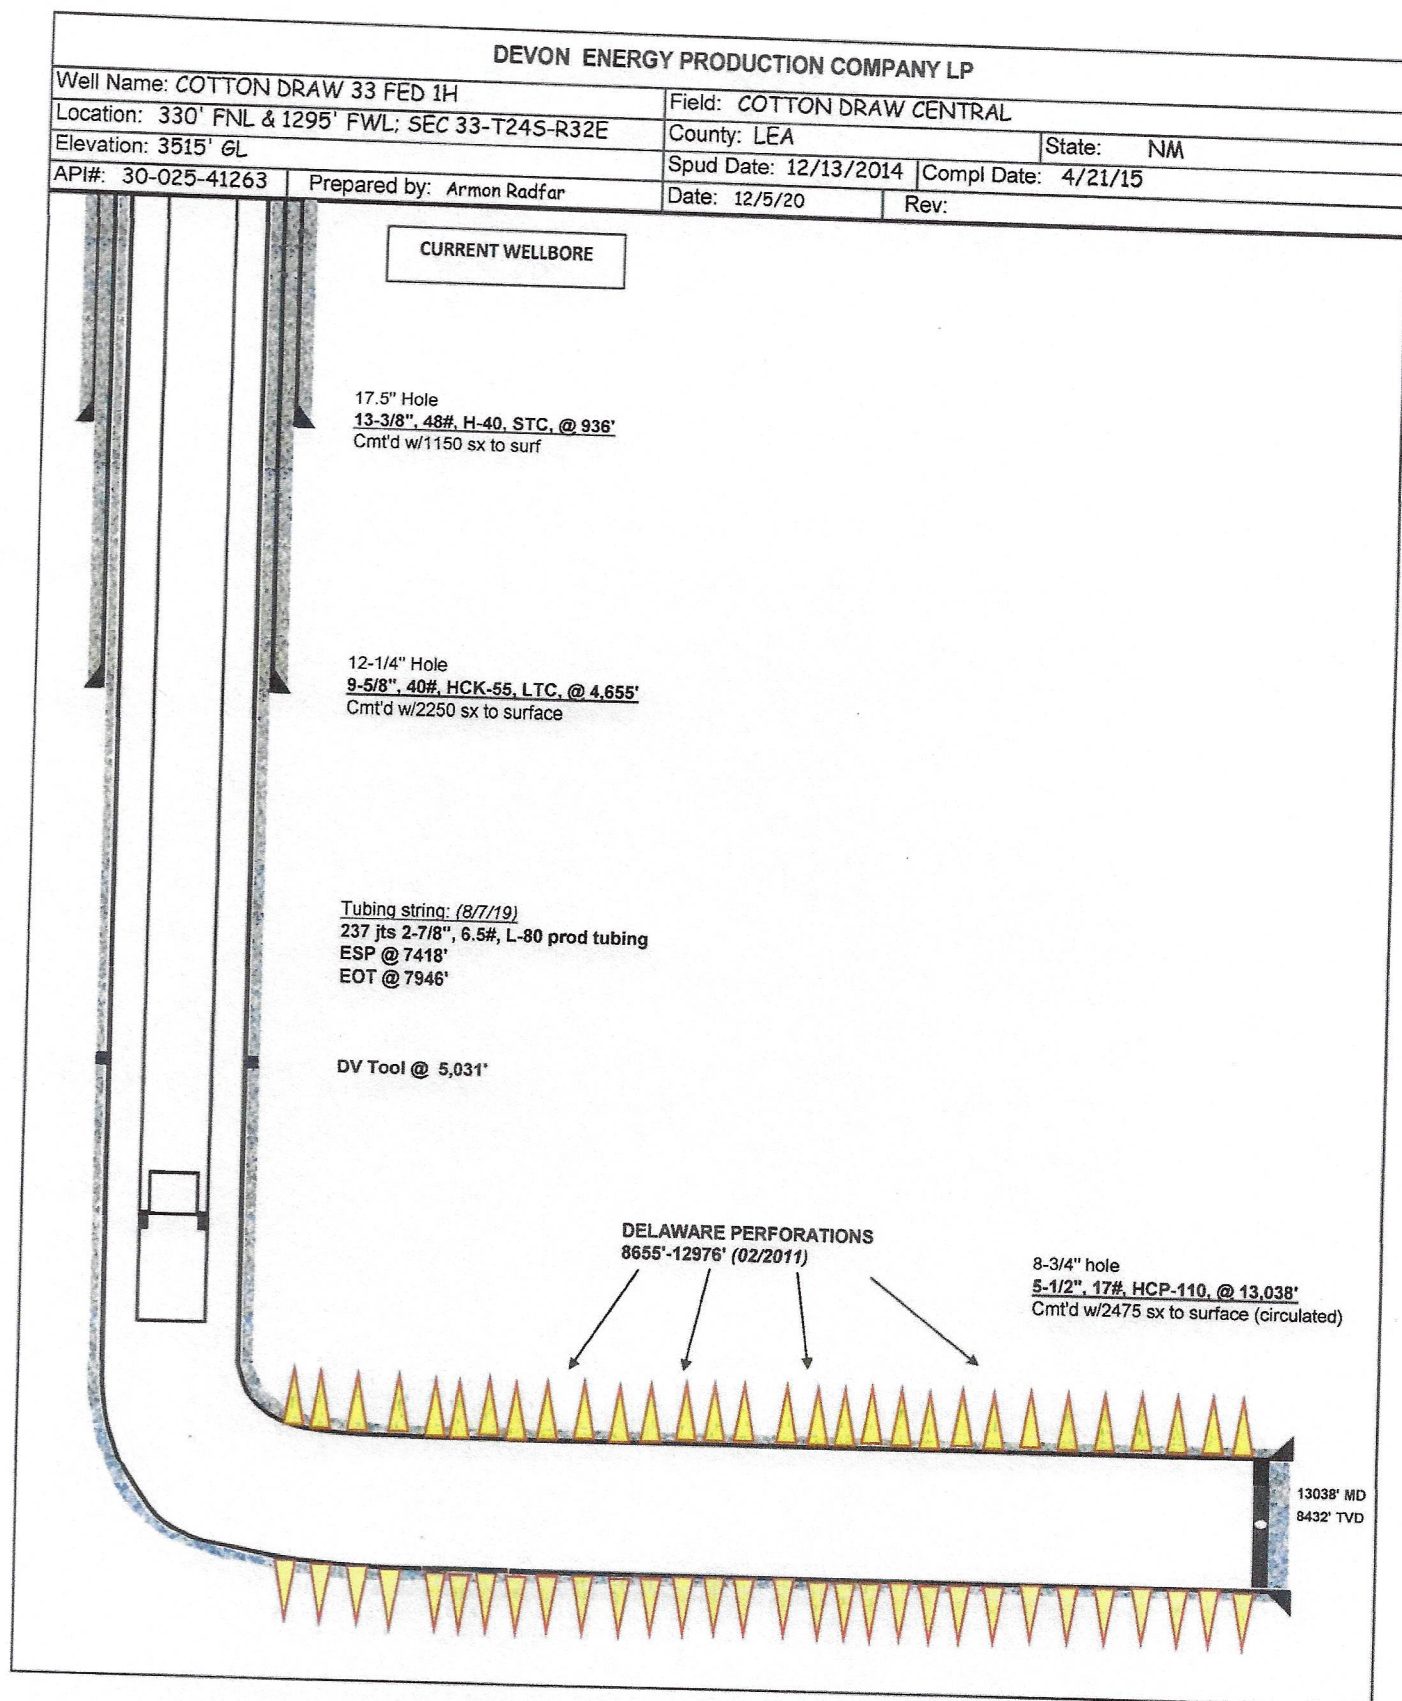 DEVON ENERGY PRODUCTION COMPANY LP
Well Name: COTTON DRAW 33 FED 1H
Field: COTTON DRAW CENTRAL
Location: 330' FNL & 1295' FWL; SEC 33-T24S-R32E
County: LEA
State: NM
Elevation: 3515' GL
Spud Date: 12/13/2014
Compl Date: 4/21/15
API#: 30-025-41263
Prepared by: Armon Radfar
Date: 12/5/20
Rev:
CURRENT WELLBORE
17.5" Hole
13-3/8", 48#, H-40, STC, @ 936'
Cmt'd w/1150 sx to surf
12-1/4" Hole
9-5/8", 40#, HCK-55, LTC, @ 4,655'
Cmt'd w/2250 sx to surface
Tubing string: (8/7/19)
237 jts 2-7/8", 6.5#, L-80 prod tubing
ESP @ 7418'
EOT @ 7946'
DV Tool @ 5,031'
DELAWARE PERFORATIONS
8655'-12976' (02/2011)
8-3/4" hole
5-1/2", 17#, HCP-110, @ 13,038'
Cmt'd w/2475 sx to surface (circulated)
13038' MD
8432' TVD